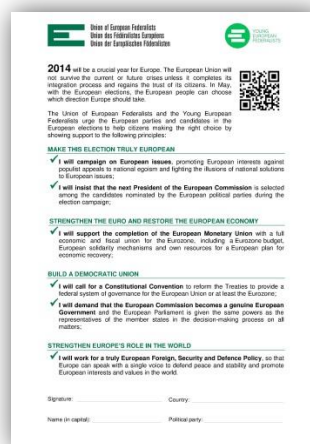 Union of European Federalists
Union des Fédéralistes Européens
Union der Europäischen Föderalisten
YOUNG
EUROPEAN
FEDERALISTS
2014 will be a crucial year for Europe. The European Union will
not survive the current or future crises unless it completes its
integration process and regains the trust of its citizens. In May,
with the European elections, the European people can choose
which direction Europe should take.
The Union of European Federalists and the Young European
Federalists urge the European parties and candidates in the
European elections to help citizens making the right choice by
showing support to the following principles:
MAKE THIS ELECTION TRULY EUROPEAN
I will campaign on European issues, promoting European interests against
populist appeals to national egoism and fighting the illusions of national solutions
to European issues;
I will insist that the next President of the European Commission is selected
among the candidates nominated by the European political parties during the
election campaign;
STRENGTHEN THE EURO AND RESTORE THE EUROPEAN ECONOMY
I will support the completion of the European Monetary Union with a full
economic and fiscal union for the Eurozone, including a Eurozone budget,
European solidarity mechanisms and own resources for a European plan for
economic recovery;
BUILD A DEMOCRATIC UNION
I will call for a Constitutional Convention to reform the Treaties to provide a
federal system of governance for the European Union or at least the Eurozone;
I will demand that the European Commission becomes a genuine European
Government and the European Parliament is given the same powers as the
representatives of the member states in the decision-making process on all
matters;
STRENGTHEN EUROPE'S ROLE IN THE WORLD
I will work for a truly European Foreign, Security and Defence Policy, so that
Europe can speak with a single voice to defend peace and stability and promote
European interests and values in the world.
Signature: Country:
Name (in capital): Political party: